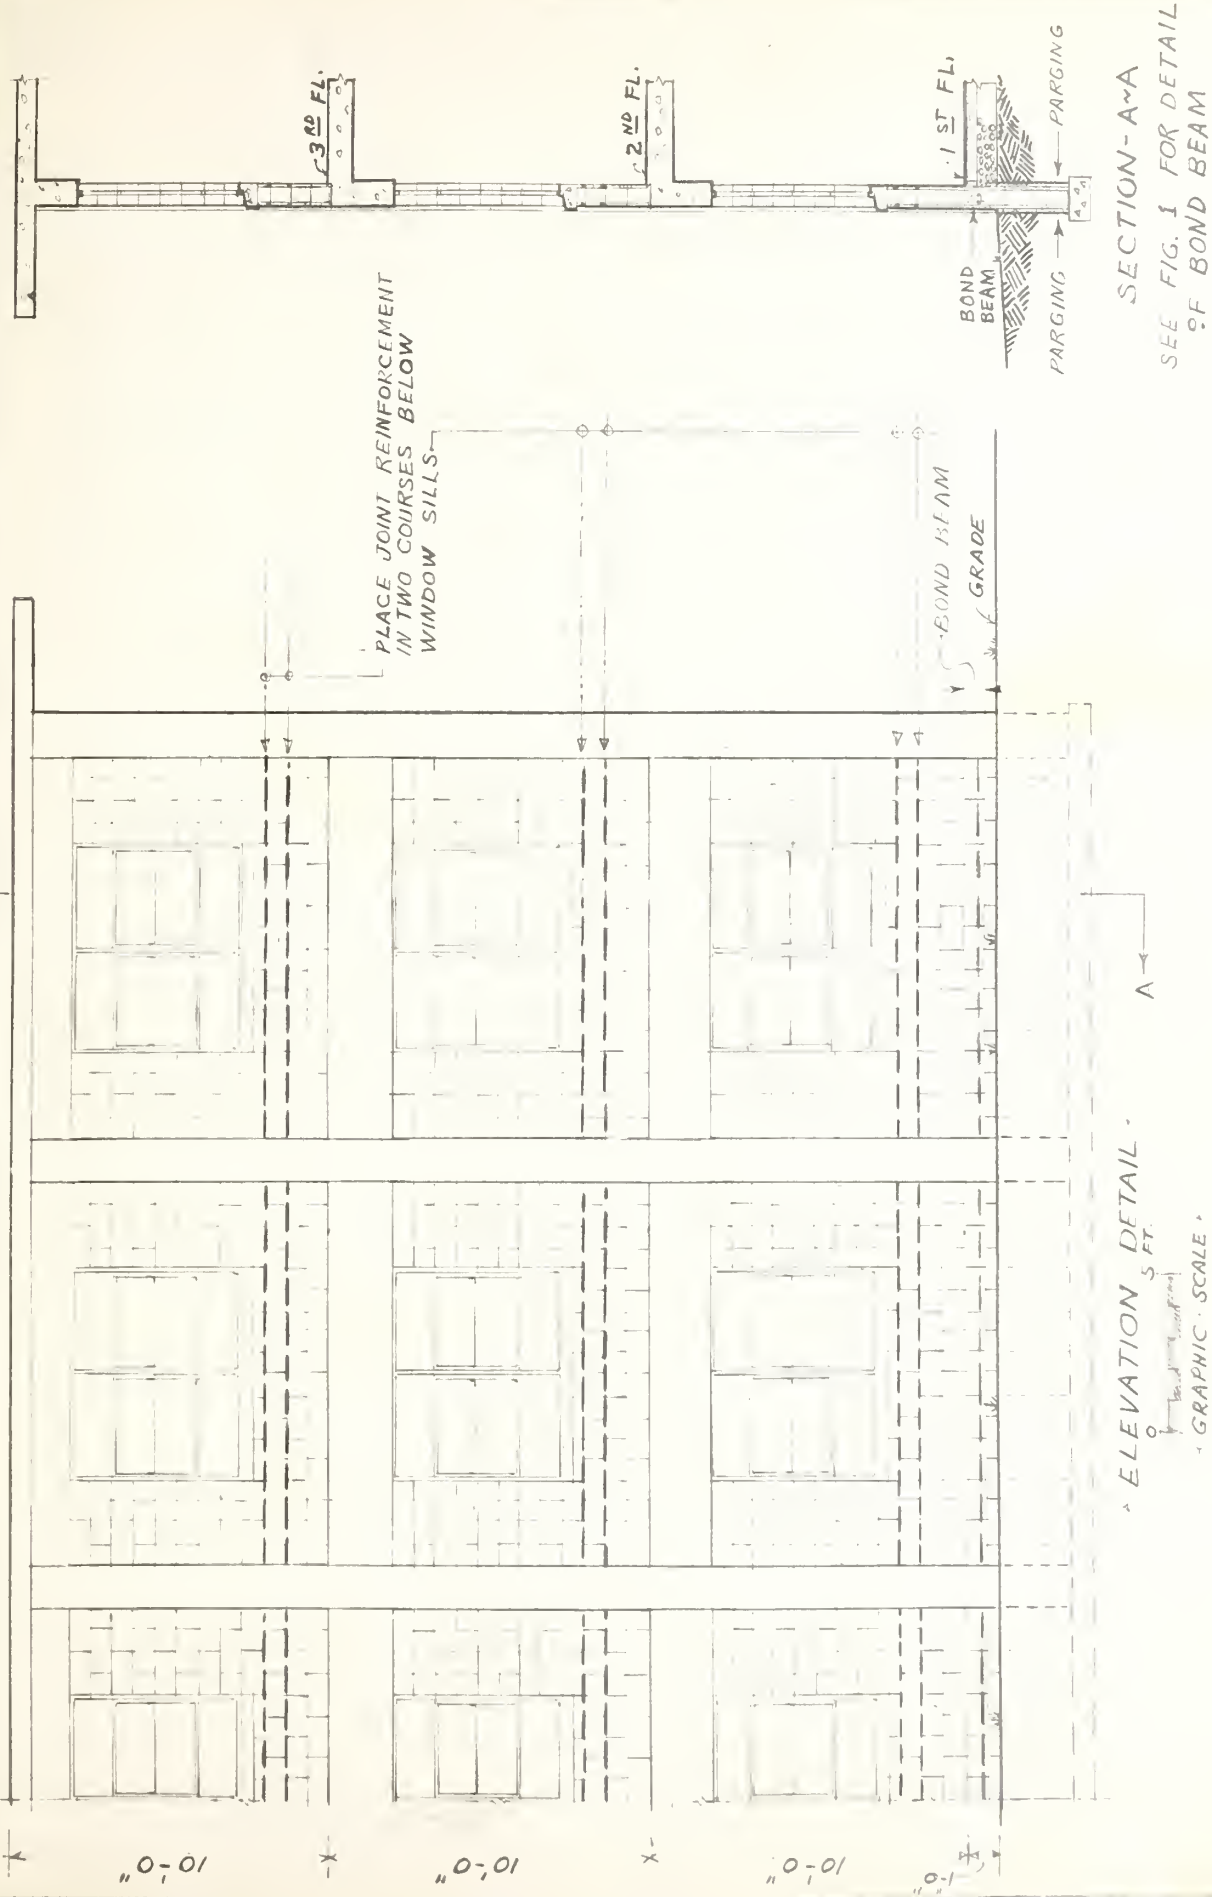 3RD FL.
2ND FL.
1ST FL.
PLACE JOINT REINFORCEMENT
IN TWO COURSES BELOW
WINDOW SILLS
BOND
BEAM
PARGING
PARGING
SECTION-A~A
SEE FIG. 1 FOR DETAIL
OF BOND BEAM
BOND BEAM
GRADE
10'-0"
10'-0"
10'-0"
1'-0"
A
· ELEVATION DETAIL ·
0 5 FT.
· GRAPHIC · SCALE ·